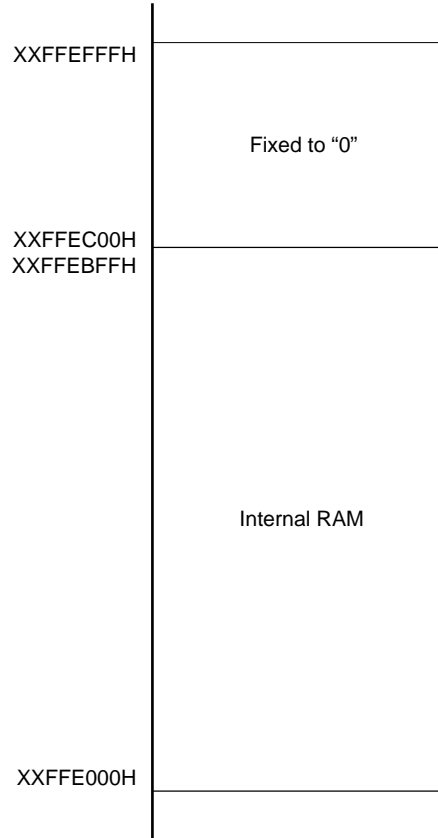 XXFFEFFFH
Fixed to “0”
XXFFEC00H
XXFFEBFFH
Internal RAM
XXFFE000H